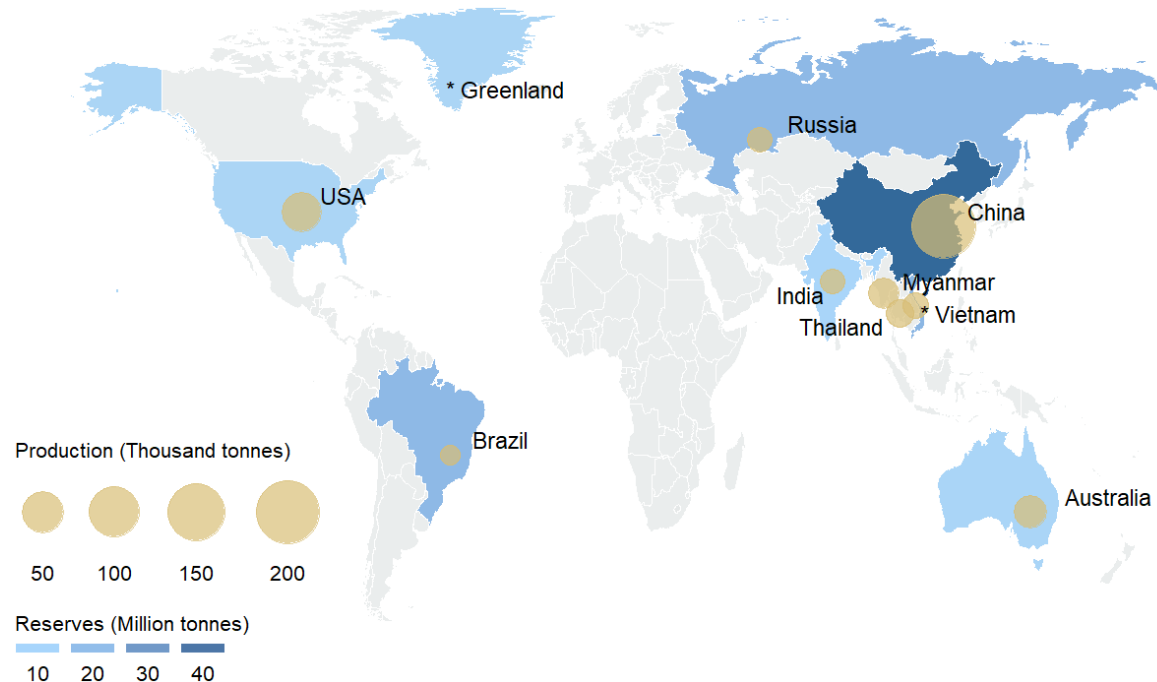 * Greenland
Russia
USA
China
Myanmar
India
* Vietnam
Thailand
Brazil
Production (Thousand tonnes)
Australia
50 100 150 200
Reserves (Million tonnes)
10 20 30 40